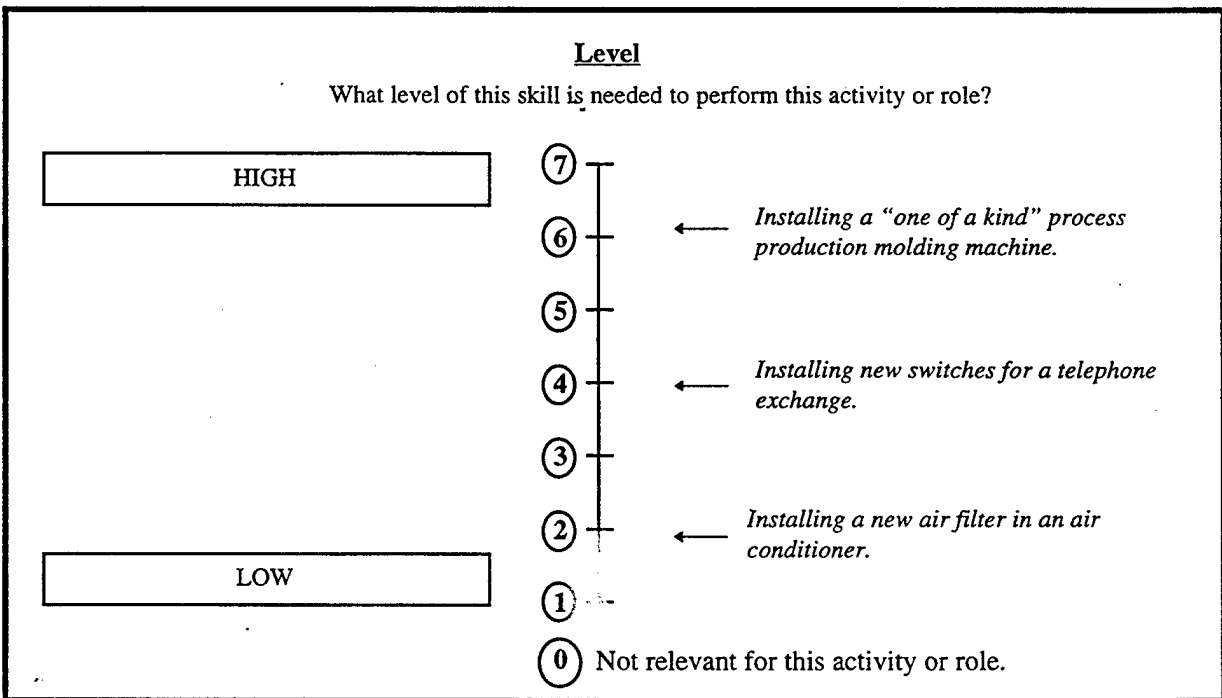 Level
What level of this skill is needed to perform this activity or role?
HIGH
7
Installing a “one of a kind” process
6
production molding machine.
5
Installing new switches for a telephone
4
exchange.
3
Installing a new air filter in an air
2
conditioner.
LOW
1
0 Not relevant for this activity or role.